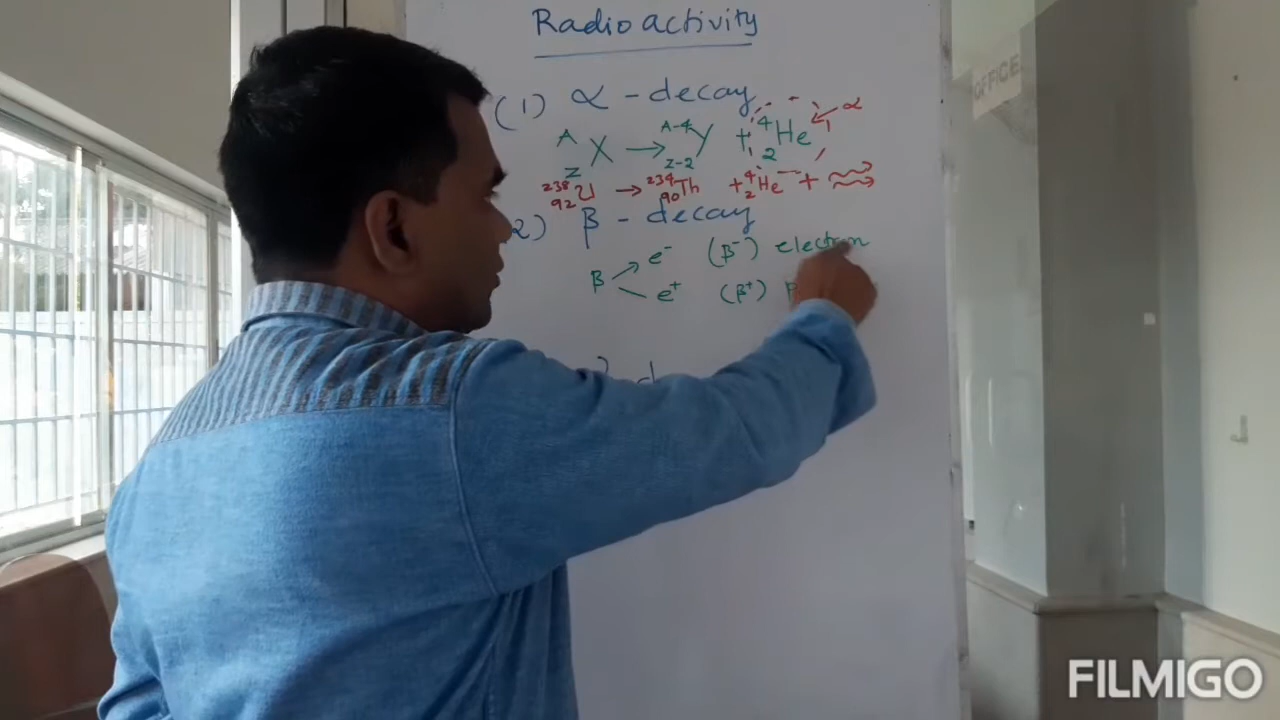 Radioactivity
OFFICE
(1) α - decay
A Z X → A-4 Z-2 Y + 4 2 He ← α
238 92 U → 234 90 Th + 4 2 He +
2) β - decay
β e⁻ (β⁻) electron
e⁺ (β⁺) P
FILMIGO